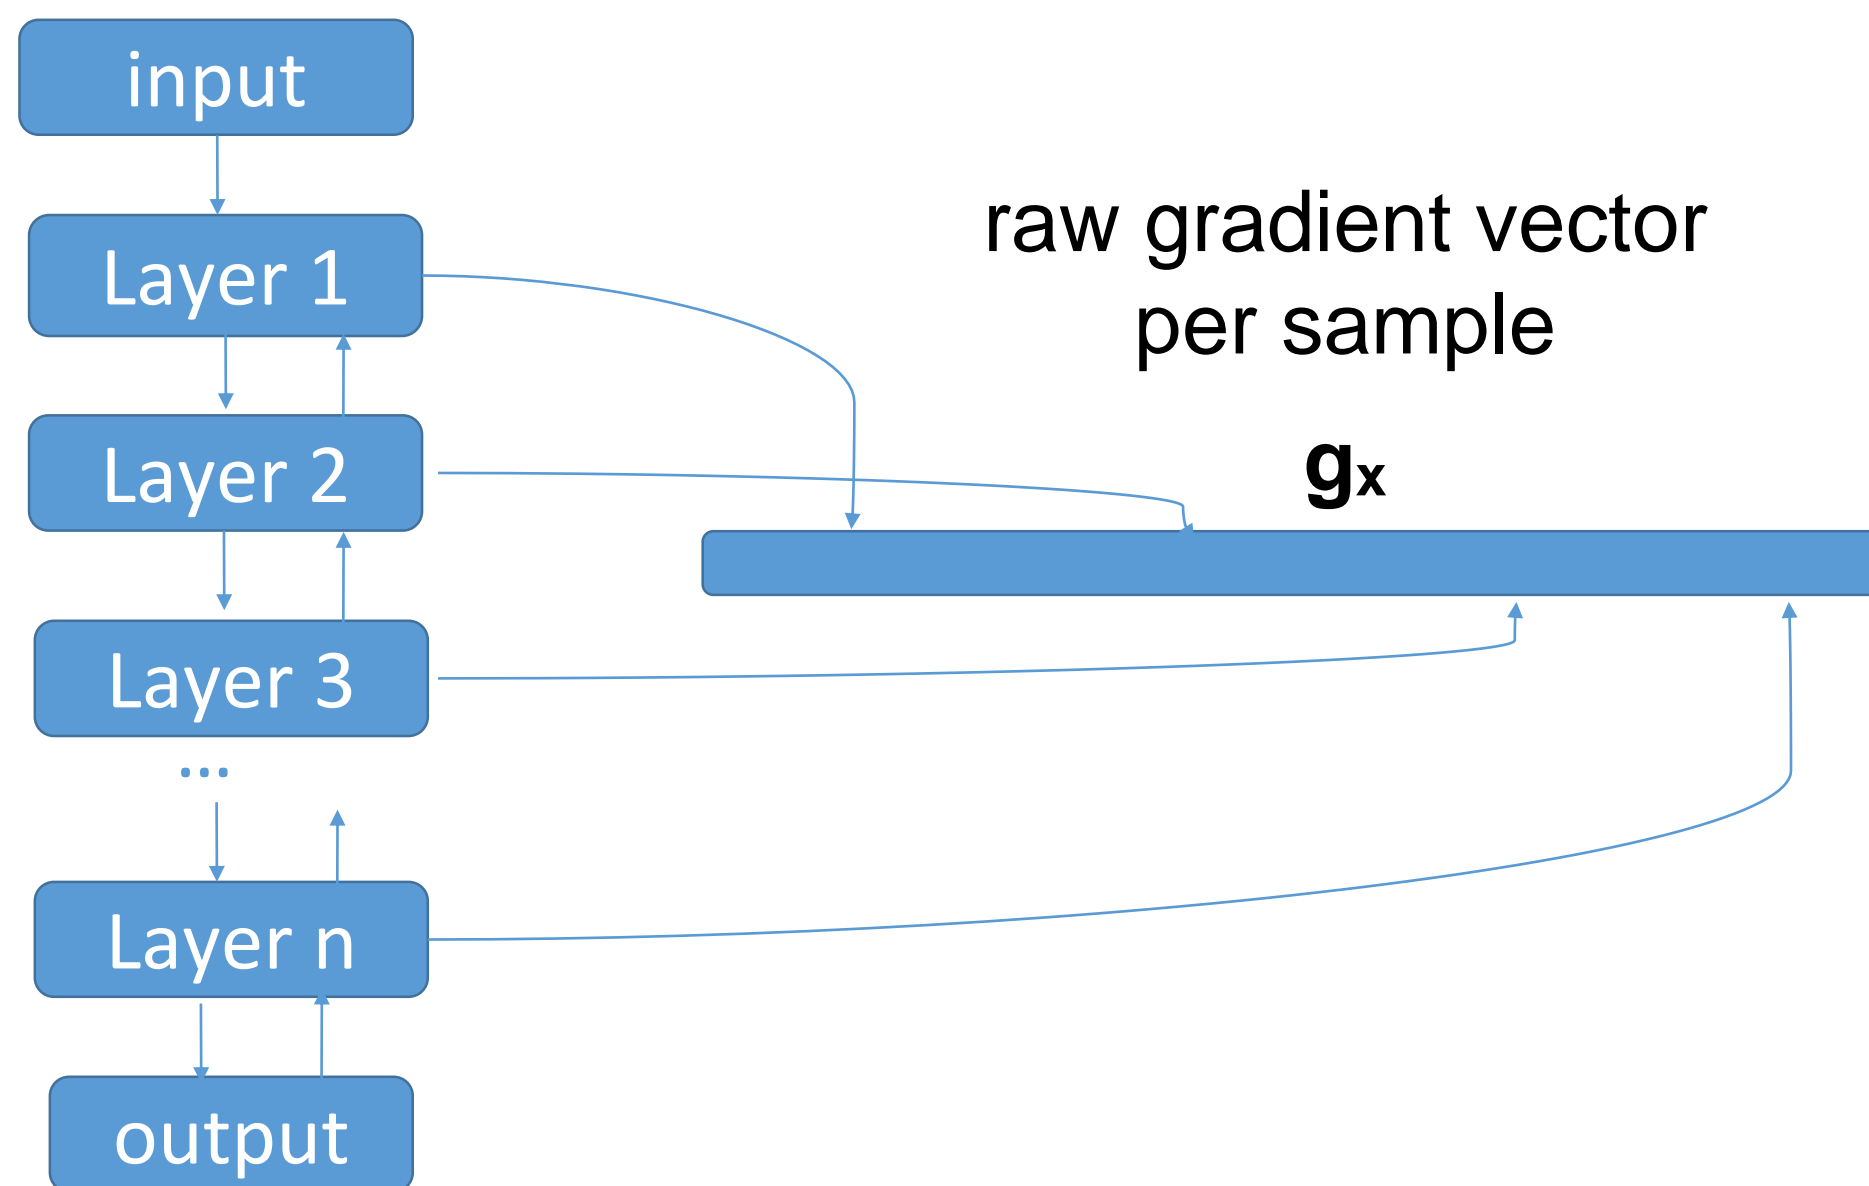 input
Layer 1
Layer 2
Layer 3
...
Layer n
output
raw gradient vector
per sample
gx